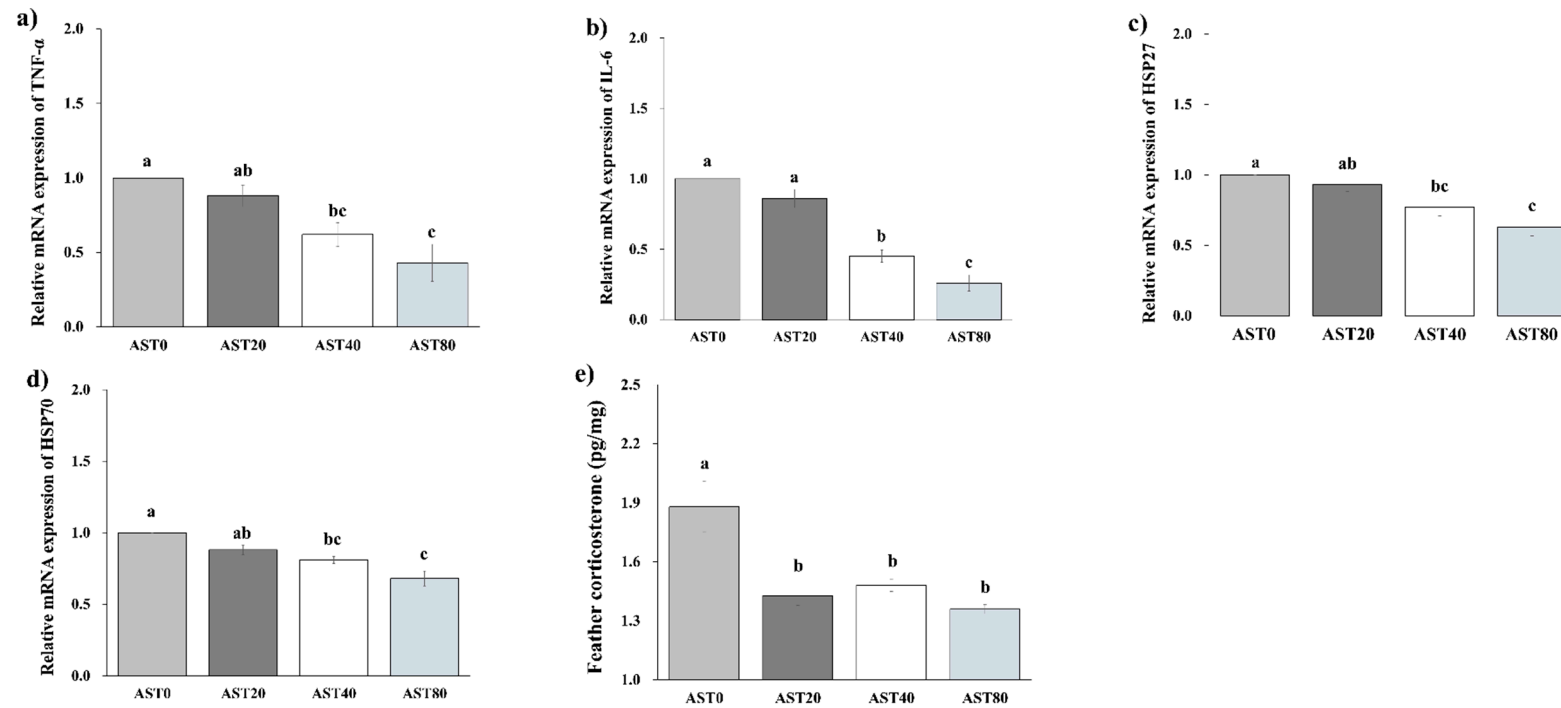 a)
Relative mRNA expression of TNF-α
2.0
1.5
1.0
0.5
0.0
a
ab
bc
c
AST0
AST20
AST40
AST80
b)
Relative mRNA expression of IL-6
2.0
1.5
1.0
0.5
0.0
a
a
b
c
AST0
AST20
AST40
AST80
c)
Relative mRNA expression of HSP27
2.0
1.5
1.0
0.5
0.0
a
ab
bc
c
AST0
AST20
AST40
AST80
d)
Relative mRNA expression of HSP70
2.0
1.5
1.0
0.5
0.0
a
ab
bc
c
AST0
AST20
AST40
AST80
e)
Feather corticosterone (pg/mg)
2.5
2.2
1.9
1.6
1.3
1.0
a
b
b
b
AST0
AST20
AST40
AST80